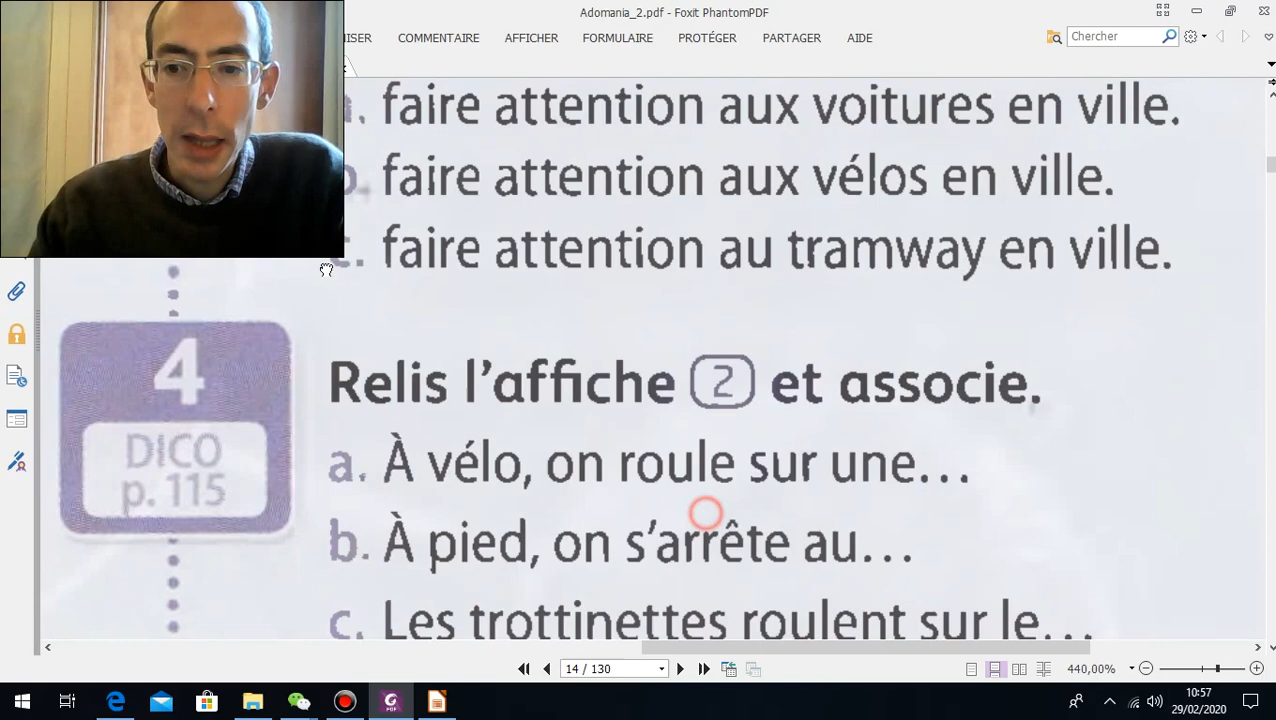 Adomania_2.pdf - Foxit PhantomPDF
COMMENTAIRE AFFICHER FORMULAIRE PROTÉGER PARTAGER AIDE
Chercher
faire attention aux voitures en ville.
faire attention aux vélos en ville.
c. faire attention au tramway en ville.
4
DICO
p. 115
Relis l'affiche 2 et associe.
a. À vélo, on roule sur une...
b. À pied, on s'arrête au...
c. Les trottinettes roulent sur le...
14 / 130
440,00%
10:57
29/02/2020